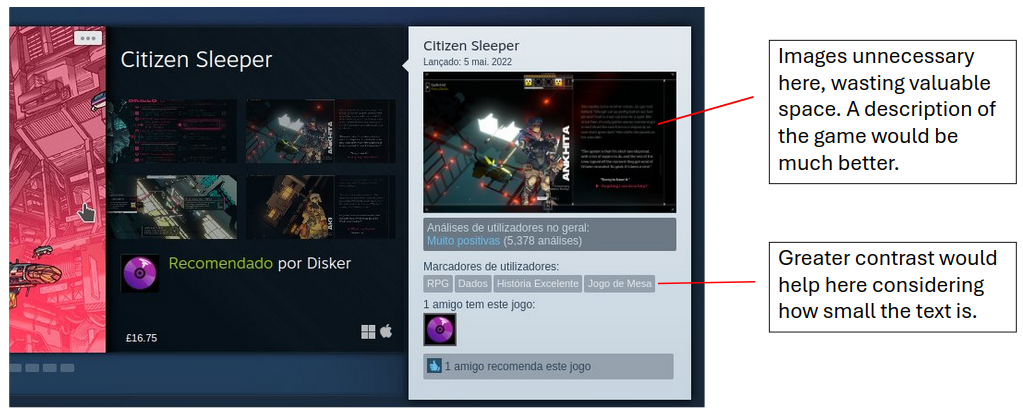 Citizen Sleeper
Recomendado por Disker
£16.75
Citizen Sleeper
Lançado: 5 mai. 2022
ANKHITA
Análises de utilizadores no geral:
Muito positivas (5,378 análises)
Marcadores de utilizadores:
RPG Dados História Excelente Jogo de Mesa
1 amigo tem este jogo:
1 amigo recomenda este jogo
Images unnecessary
here, wasting valuable
space. A description of
the game would be
much better.
Greater contrast would
help here considering
how small the text is.